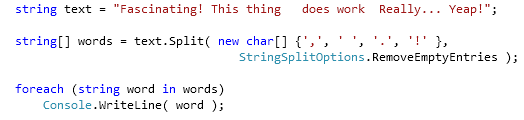 string text = "Fascinating! This thing   does work  Really... Yeap!";
string[] words = text.Split( new char[] {',', ' ', '.', '!' },
StringSplitOptions.RemoveEmptyEntries );
foreach (string word in words)
Console.WriteLine( word );